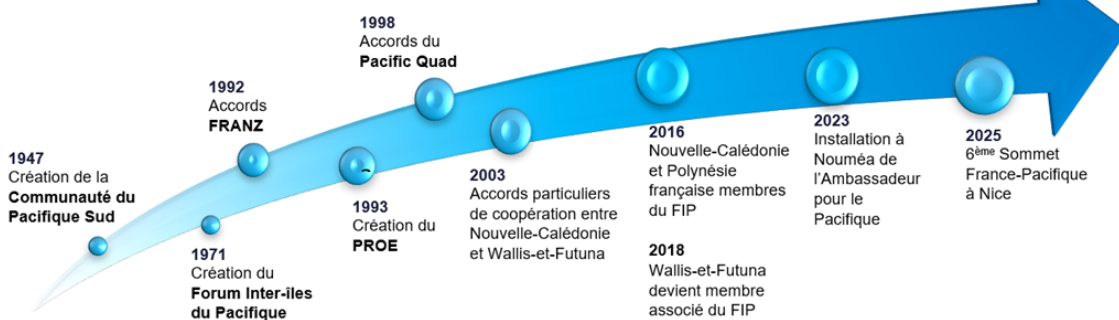 1947
Création de la
Communauté du
Pacifique Sud
1971
Création du
Forum Inter-îles
du Pacifique
1992
Accords
FRANZ
1993
Création du
PROE
1998
Accords du
Pacific Quad
2003
Accords particuliers
de coopération entre
Nouvelle-Calédonie
et Wallis-et-Futuna
2016
Nouvelle-Calédonie
et Polynésie
française membres
du FIP
2018
Wallis-et-Futuna
devient membre
associé du FIP
2023
Installation à
Nouméa de
l’Ambassadeur
pour le
Pacifique
2025
6ème Sommet
France-Pacifique
à Nice